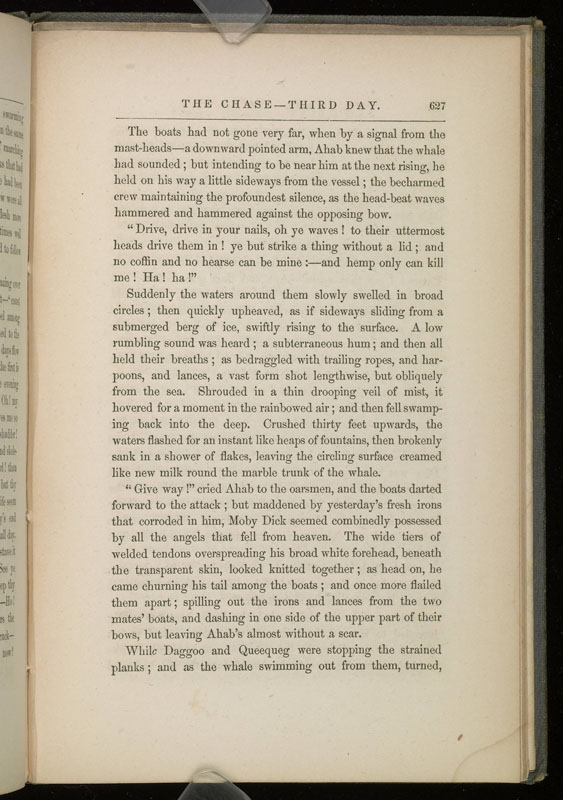 THE CHASE—THIRD DAY. 627
The boats had not gone very far, when by a signal from the
mast-heads—a downward pointed arm, Ahab knew that the whale
had sounded ; but intending to be near him at the next rising, he
held on his way a little sideways from the vessel ; the becharmed
crew maintaining the profoundest silence, as the head-beat waves
hammered and hammered against the opposing bow.
“ Drive, drive in your nails, oh ye waves ! to their uttermost
heads drive them in ! ye but strike a thing without a lid ; and
no coffin and no hearse can be mine :—and hemp only can kill
me ! Ha ! ha !”
Suddenly the waters around them slowly swelled in broad
circles ; then quickly upheaved, as if sideways sliding from a
submerged berg of ice, swiftly rising to the surface. A low
rumbling sound was heard ; a subterraneous hum ; and then all
held their breaths ; as bedraggled with trailing ropes, and har-
poons, and lances, a vast form shot lengthwise, but obliquely
from the sea. Shrouded in a thin drooping veil of mist, it
hovered for a moment in the rainbowed air ; and then fell swamp-
ing back into the deep. Crushed thirty feet upwards, the
waters flashed for an instant like heaps of fountains, then brokenly
sank in a shower of flakes, leaving the circling surface creamed
like new milk round the marble trunk of the whale.
“ Give way !” cried Ahab to the oarsmen, and the boats darted
forward to the attack ; but maddened by yesterday’s fresh irons
that corroded in him, Moby Dick seemed combinedly possessed
by all the angels that fell from heaven. The wide tiers of
welded tendons overspreading his broad white forehead, beneath
the transparent skin, looked knitted together ; as head on, he
came churning his tail among the boats ; and once more flailed
them apart ; spilling out the irons and lances from the two
mates’ boats, and dashing in one side of the upper part of their
bows, but leaving Ahab’s almost without a scar.
While Daggoo and Queequeg were stopping the strained
planks ; and as the whale swimming out from them, turned,